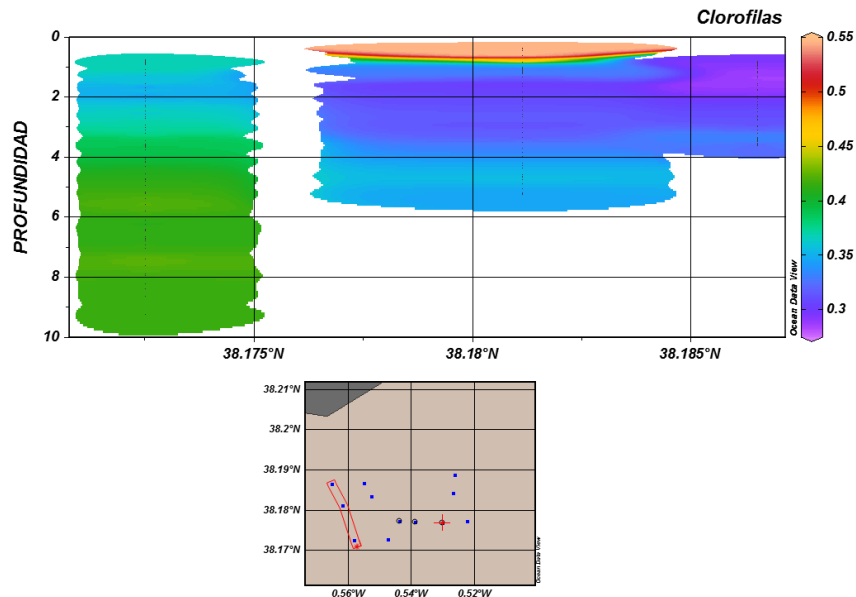 Clorofilas
0
2
4
6
8
10
PROFUNDIDAD
38.175°N
38.18°N
38.185°N
0.55
0.5
0.45
0.4
0.35
0.3
Ocean Data View
38.21°N
38.2°N
38.19°N
38.18°N
38.17°N
0.56°W
0.54°W
0.52°W
Ocean Data View